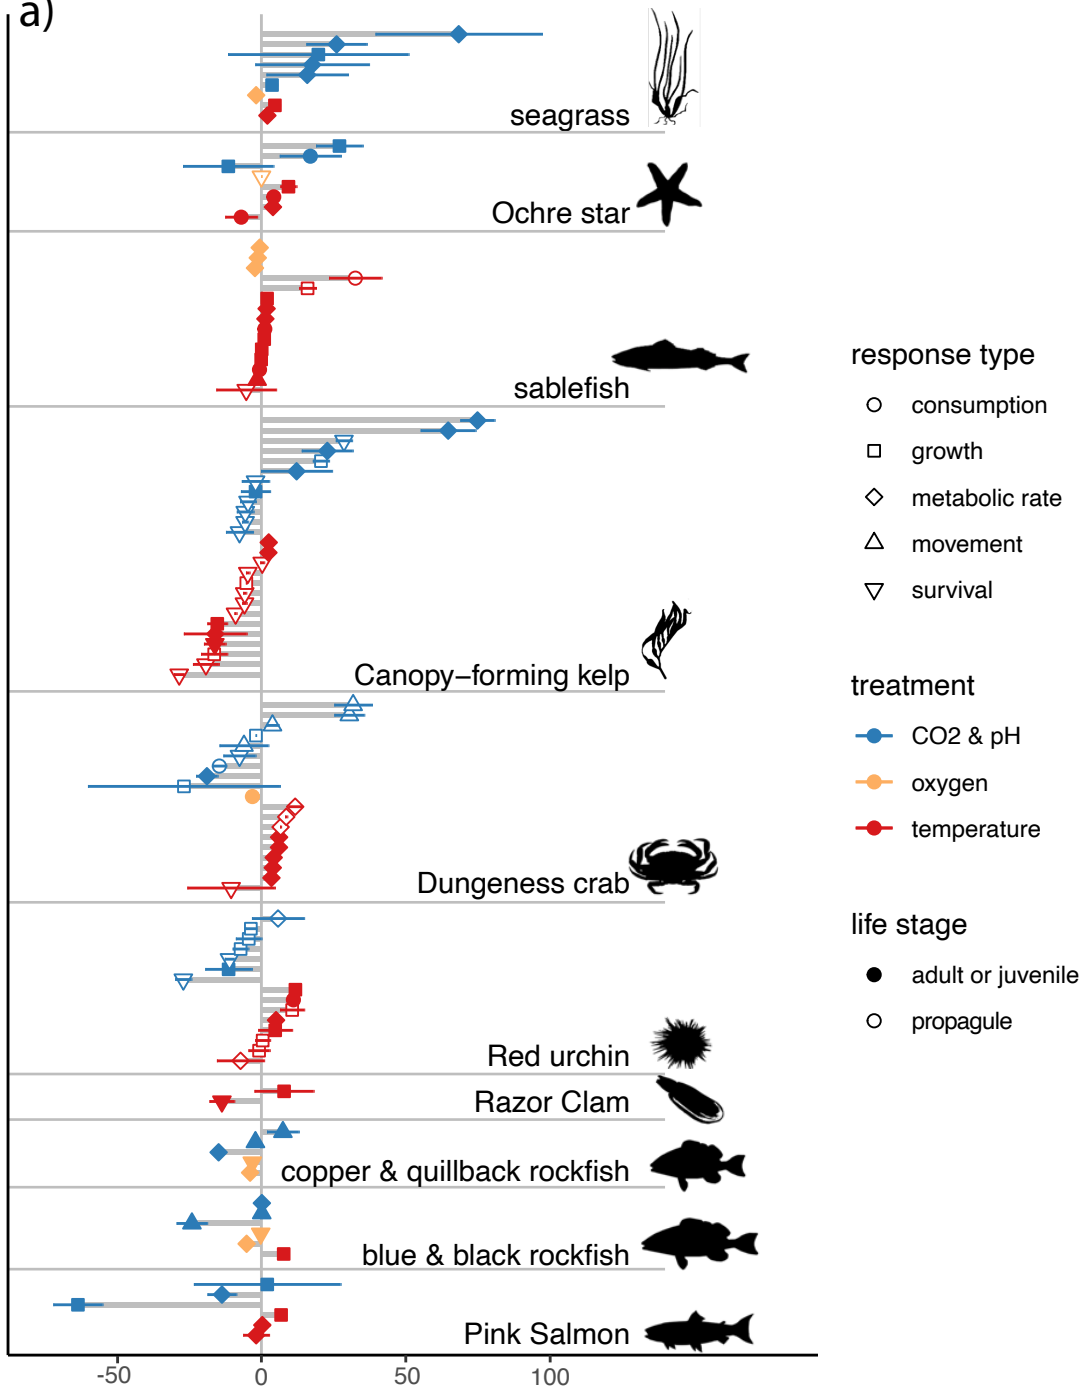 a)
seagrass
Ochre star
sablefish
Canopy−forming kelp
Dungeness crab
Red urchin
Razor Clam
copper & quillback rockfish
blue & black rockfish
Pink Salmon
-50 0 50 100
response type
consumption
growth
metabolic rate
movement
survival
treatment
CO2 & pH
oxygen
temperature
life stage
adult or juvenile
propagule